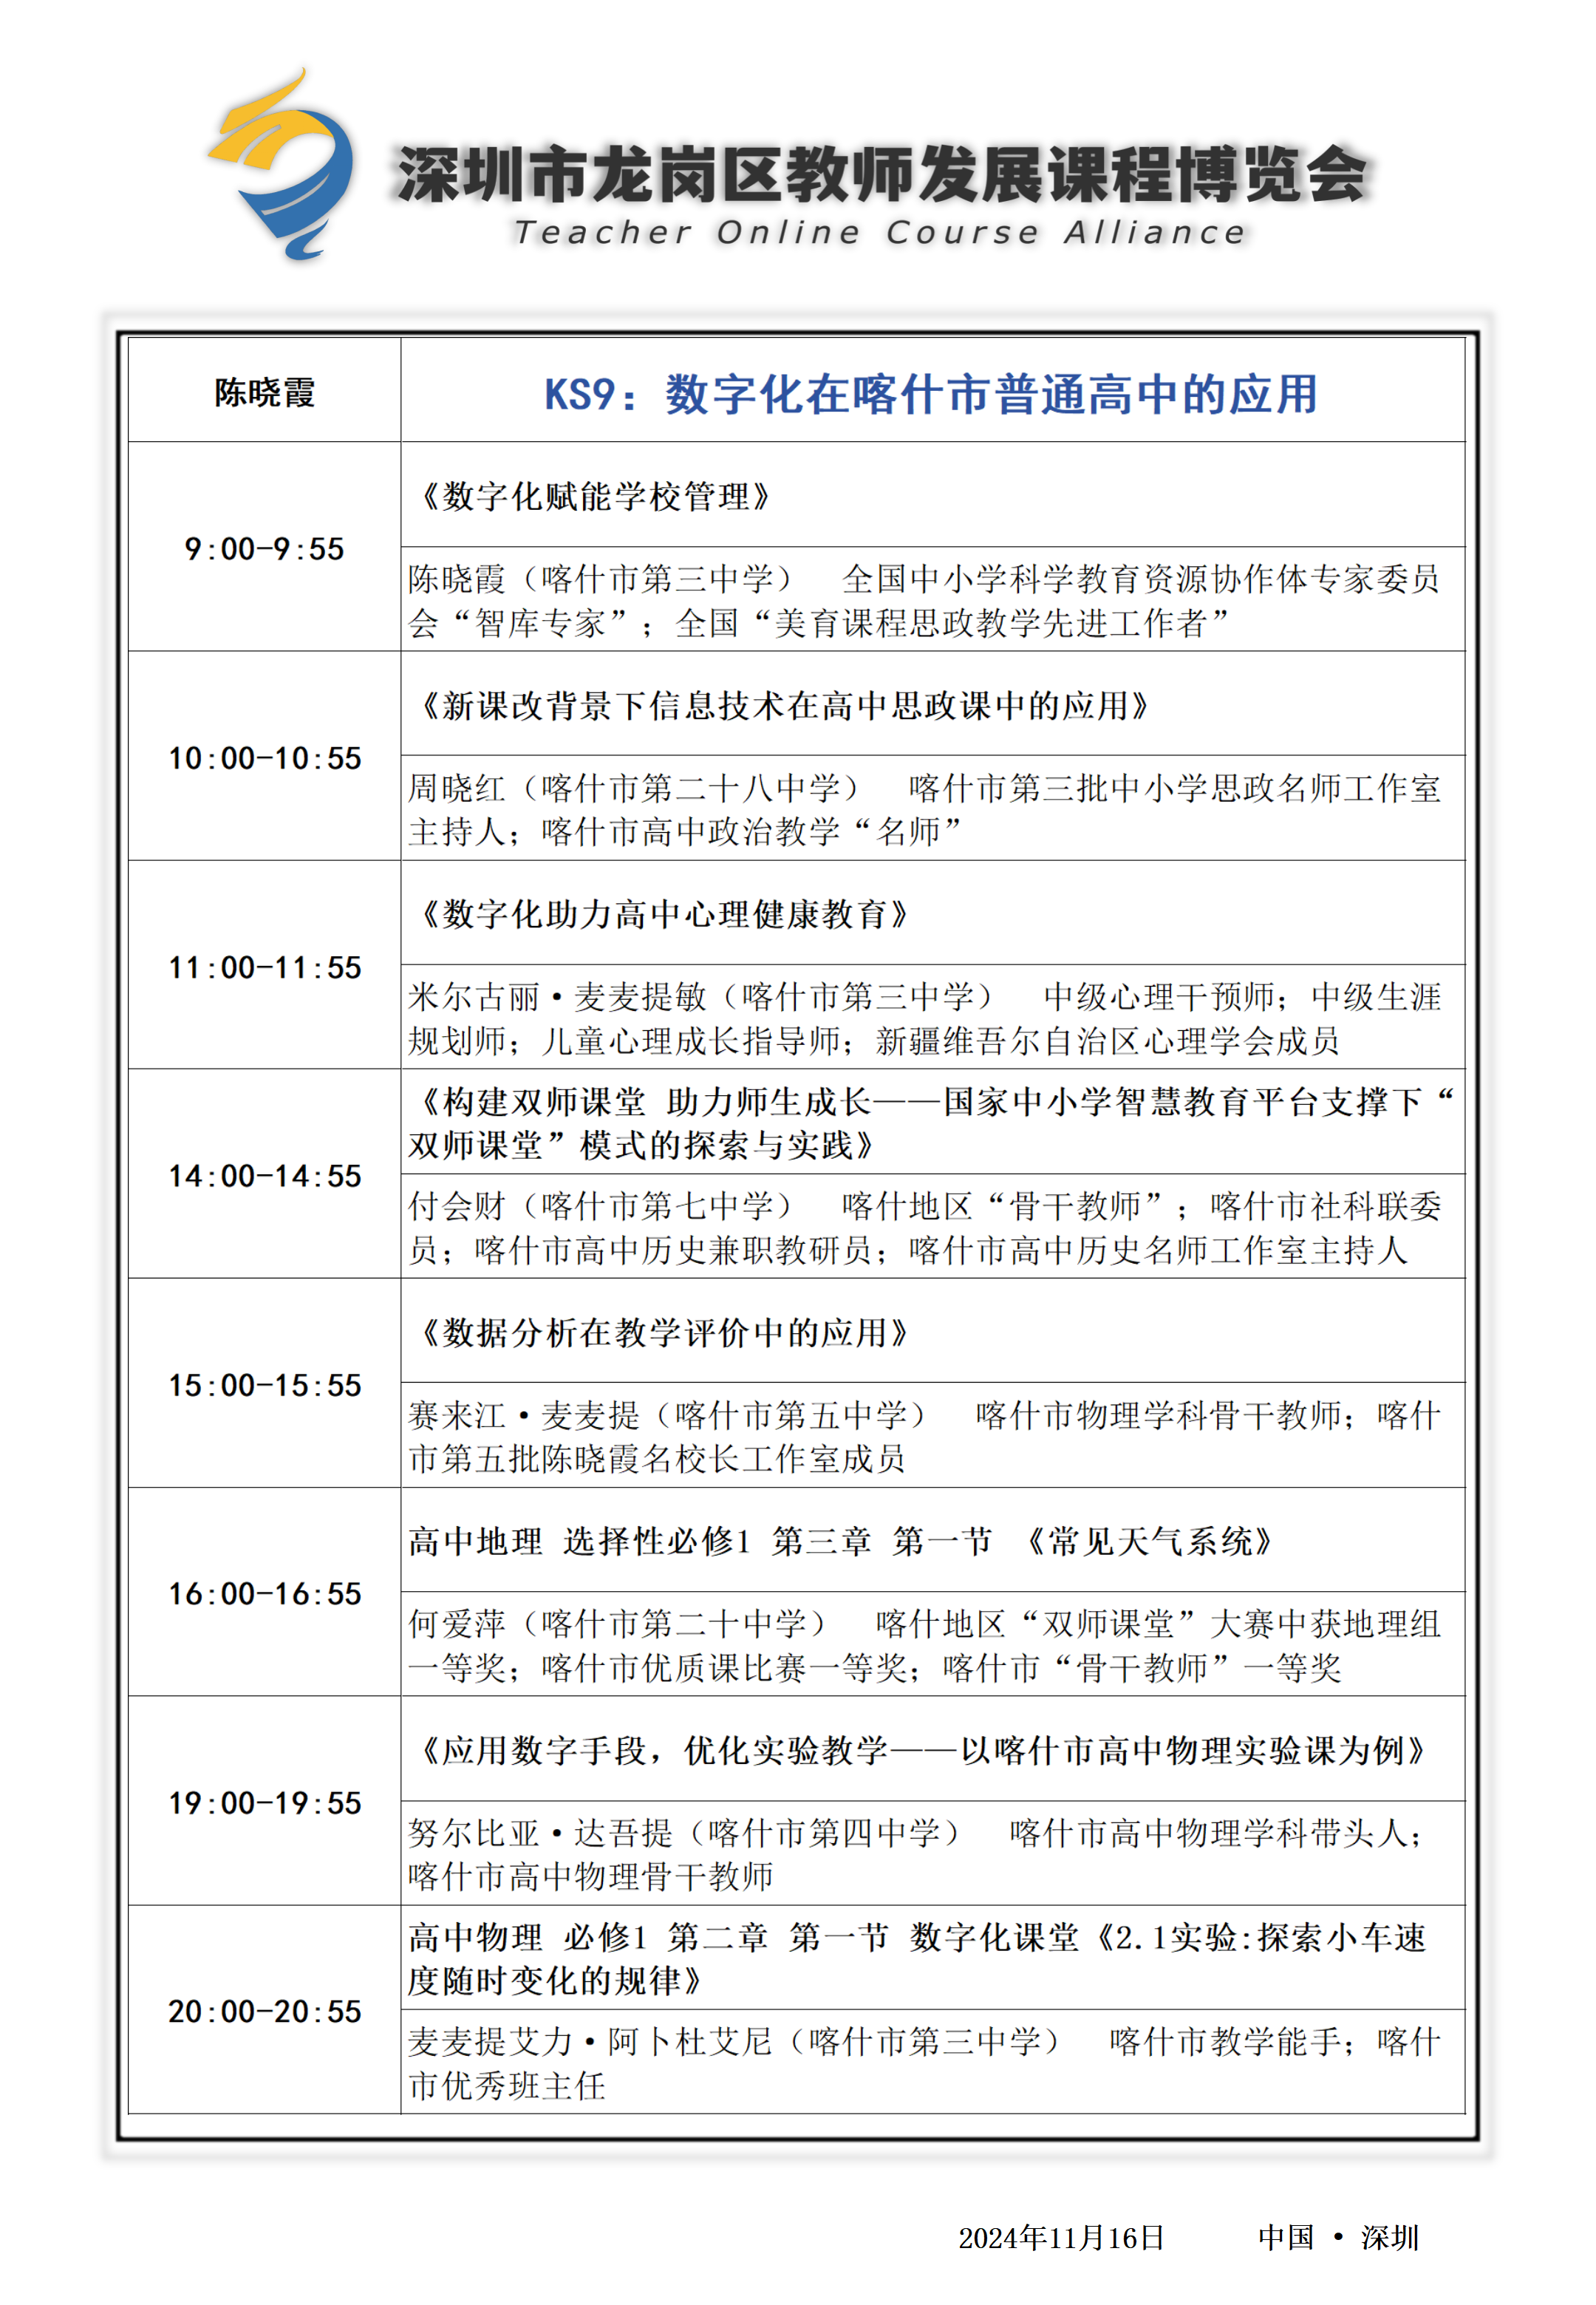 深圳市龙岗区教师发展课程博览会
Teacher Online Course Alliance
陈晓霞
KS9：数字化在喀什市普通高中的应用
9:00-9:55
《数字化赋能学校管理》
陈晓霞（喀什市第三中学）　全国中小学科学教育资源协作体专家委员
会“智库专家”；全国“美育课程思政教学先进工作者”
10:00-10:55
《新课改背景下信息技术在高中思政课中的应用》
周晓红（喀什市第二十八中学）　喀什市第三批中小学思政名师工作室
主持人；喀什市高中政治教学“名师”
11:00-11:55
《数字化助力高中心理健康教育》
米尔古丽·麦麦提敏（喀什市第三中学）　中级心理干预师；中级生涯
规划师；儿童心理成长指导师；新疆维吾尔自治区心理学会成员
14:00-14:55
《构建双师课堂 助力师生成长——国家中小学智慧教育平台支撑下“
双师课堂”模式的探索与实践》
付会财（喀什市第七中学）　喀什地区“骨干教师”；喀什市社科联委
员；喀什市高中历史兼职教研员；喀什市高中历史名师工作室主持人
15:00-15:55
《数据分析在教学评价中的应用》
赛来江·麦麦提（喀什市第五中学）　喀什市物理学科骨干教师；喀什
市第五批陈晓霞名校长工作室成员
16:00-16:55
高中地理 选择性必修1 第三章 第一节 《常见天气系统》
何爱萍（喀什市第二十中学）　喀什地区“双师课堂”大赛中获地理组
一等奖；喀什市优质课比赛一等奖；喀什市“骨干教师”一等奖
19:00-19:55
《应用数字手段，优化实验教学——以喀什市高中物理实验课为例》
努尔比亚·达吾提（喀什市第四中学）　喀什市高中物理学科带头人；
喀什市高中物理骨干教师
20:00-20:55
高中物理 必修1 第二章 第一节 数字化课堂《2.1实验:探索小车速
度随时变化的规律》
麦麦提艾力·阿卜杜艾尼（喀什市第三中学）　喀什市教学能手；喀什
市优秀班主任
2024年11月16日　　中国 · 深圳